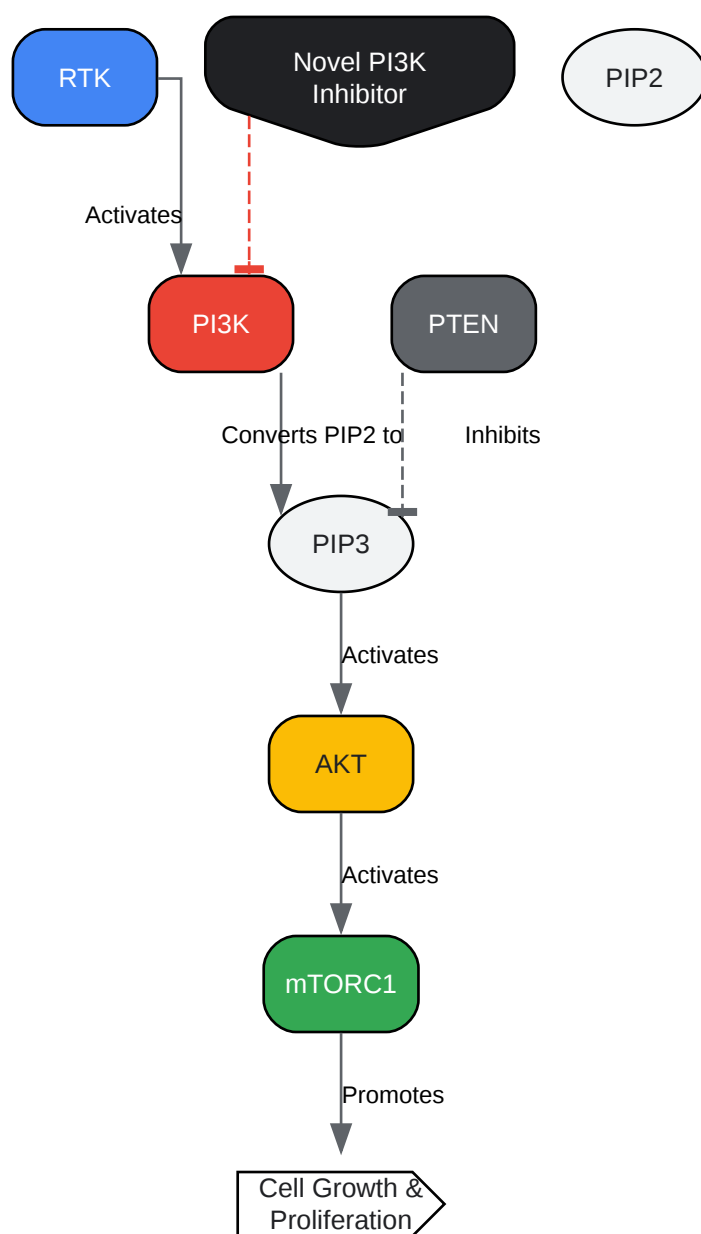 RTK
Novel PI3K
Inhibitor
PIP2
Activates
PI3K
PTEN
Converts PIP2 to
Inhibits
PIP3
Activates
AKT
Activates
mTORC1
Promotes
Cell Growth &
Proliferation